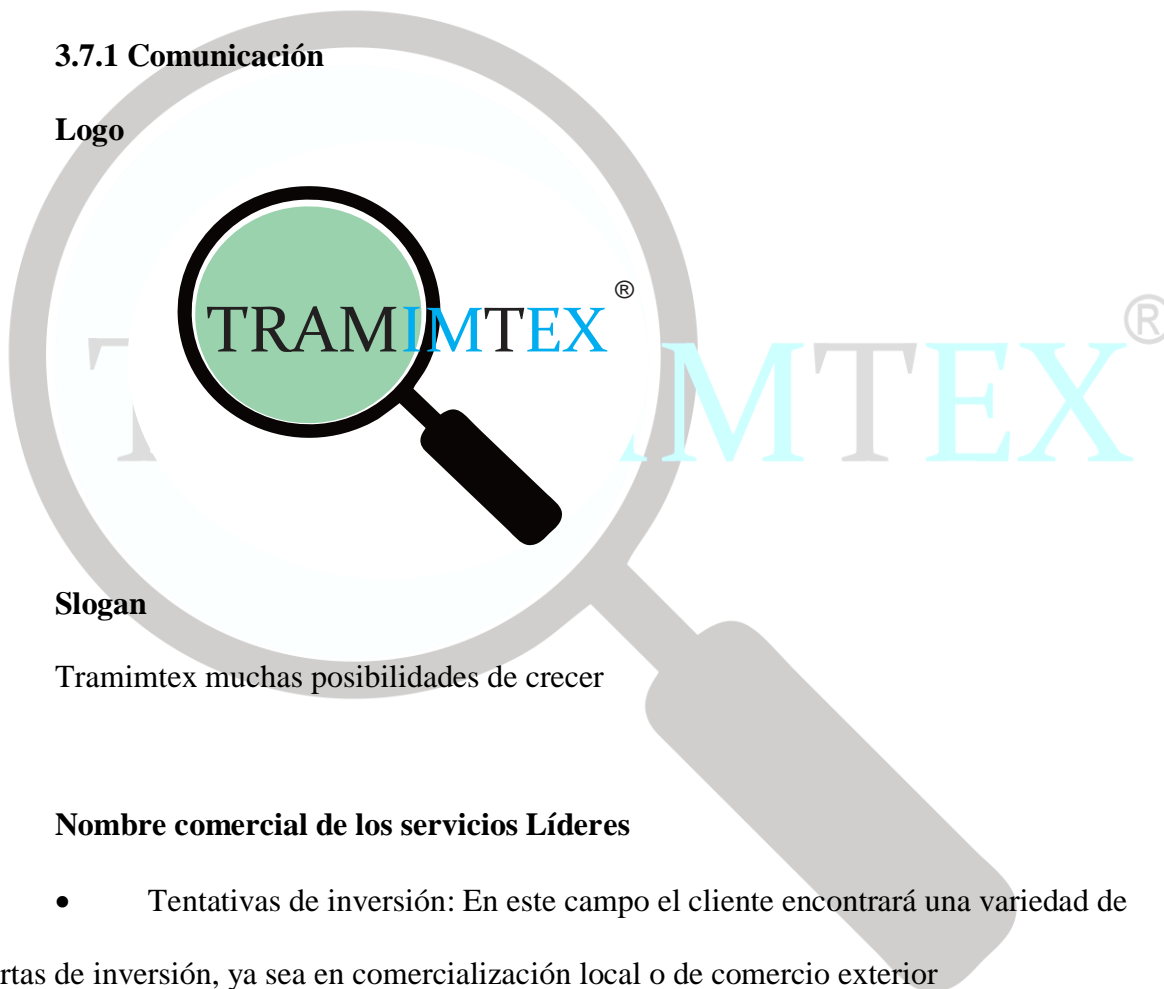 3.7.1 Comunicación
Logo
TRAMIMTEX®
IMTEX®
Slogan
Tramimtex muchas posibilidades de crecer
Nombre comercial de los servicios Líderes
• Tentativas de inversión: En este campo el cliente encontrará una variedad de
rtas de inversión, ya sea en comercialización local o de comercio exterior